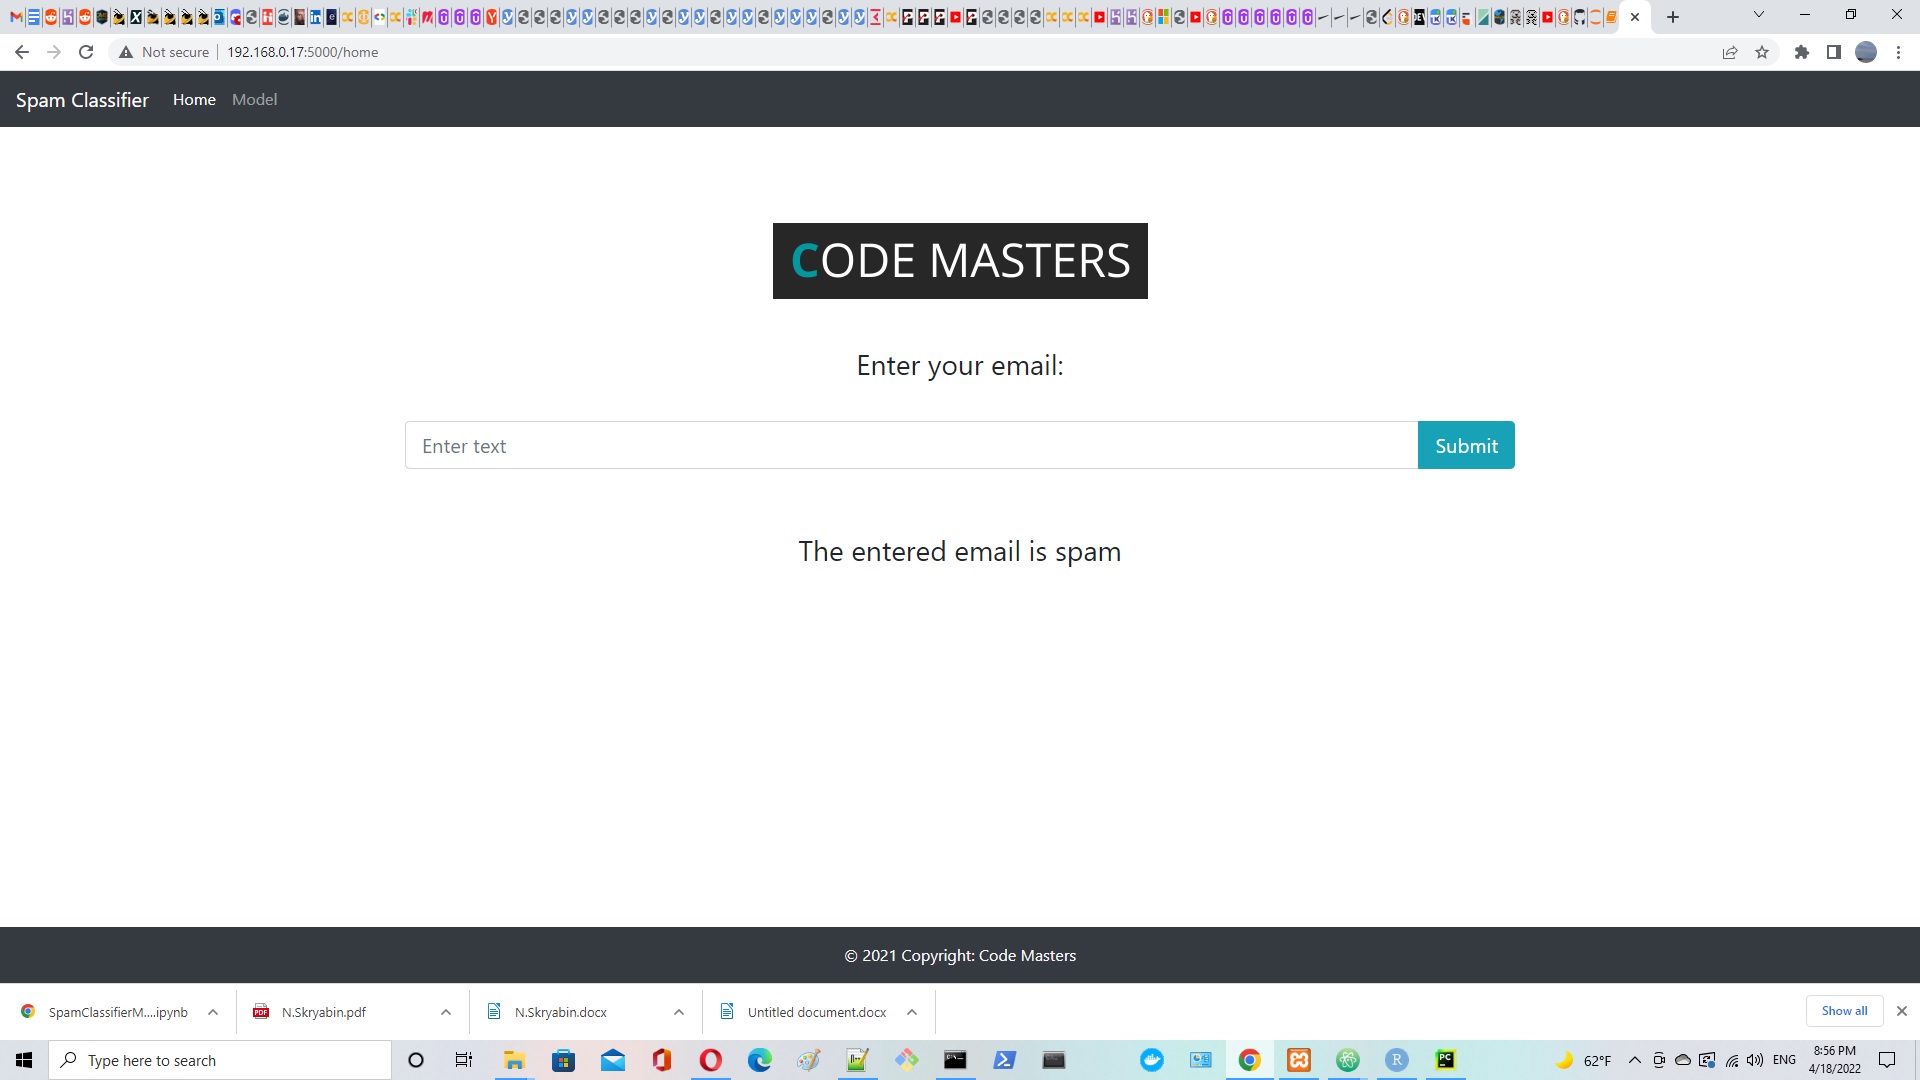 Not secure
192.168.0.17:5000/home
Spam Classifier
Home
Model
CODE MASTERS
Enter your email:
Enter text
Submit
The entered email is spam
© 2021 Copyright: Code Masters
SpamClassifierM....ipynb
N.Skryabin.pdf
N.Skryabin.docx
Untitled document.docx
Show all
Type here to search
62°F
ENG
8:56 PM
4/18/2022